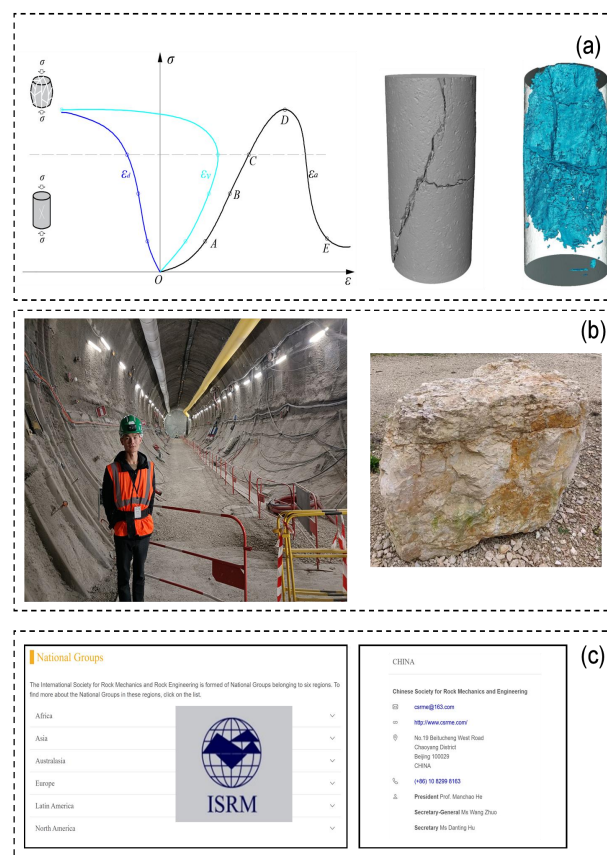 (a)
σ
σ
σ
σ
σ
D
C
εd
εv
εa
B
A
E
O
ε
(b)
(c)
National Groups
The International Society for Rock Mechanics and Rock Engineering is formed of National Groups belonging to six regions. To
find more about the National Groups in these regions, click on the list.
Africa
Asia
Australasia
Europe
Latin America
North America
ISRM
CHINA
Chinese Society for Rock Mechanics and Engineering
csrme@163.com
http://www.csrme.com/
No.19 Beitucheng West Road
Chaoyang District
Beijing 100029
CHINA
(+86) 10 8299 8163
President Prof. Manchao He
Secretary-General Ms Wang Zhuo
Secretary Ms Danting Hu